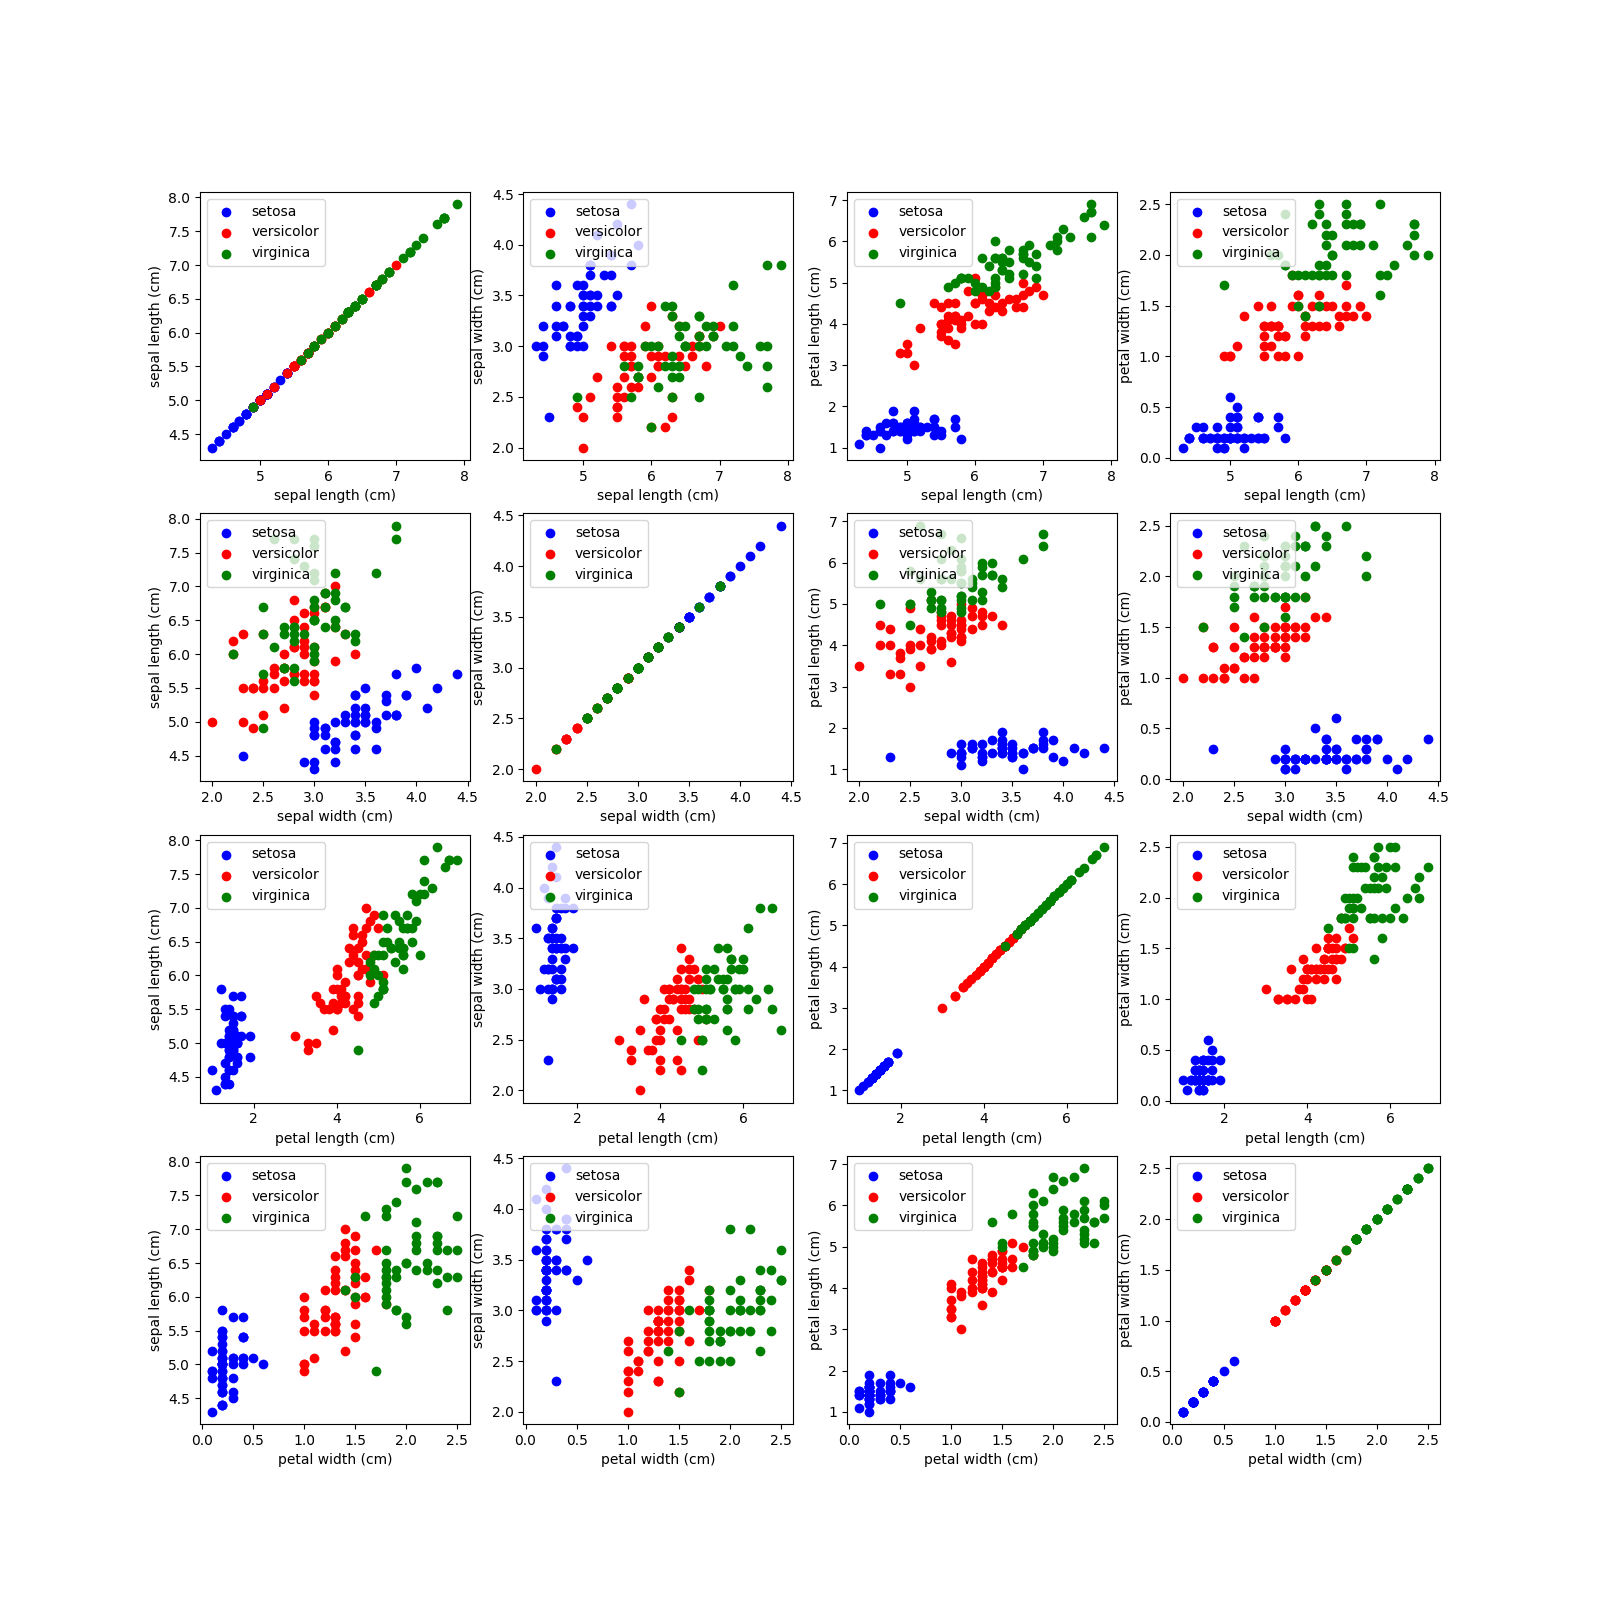 8.0
7.5
7.0
6.5
6.0
5.5
5.0
4.5
sepal length (cm)
setosa
versicolor
virginica
5 6 7 8
sepal length (cm)
4.5
4.0
3.5
3.0
2.5
2.0
sepal width (cm)
setosa
versicolor
virginica
5 6 7 8
sepal length (cm)
7
6
5
4
3
2
1
petal length (cm)
setosa
versicolor
virginica
5 6 7 8
sepal length (cm)
2.5
2.0
1.5
1.0
0.5
0.0
petal width (cm)
setosa
versicolor
virginica
5 6 7 8
sepal length (cm)
8.0
7.5
7.0
6.5
6.0
5.5
5.0
4.5
sepal length (cm)
setosa
versicolor
virginica
2.0 2.5 3.0 3.5 4.0 4.5
sepal width (cm)
4.5
4.0
3.5
3.0
2.5
2.0
sepal width (cm)
setosa
versicolor
virginica
2.0 2.5 3.0 3.5 4.0 4.5
sepal width (cm)
7
6
5
4
3
2
1
petal length (cm)
setosa
versicolor
virginica
2.0 2.5 3.0 3.5 4.0 4.5
sepal width (cm)
2.5
2.0
1.5
1.0
0.5
0.0
petal width (cm)
setosa
versicolor
virginica
2.0 2.5 3.0 3.5 4.0 4.5
sepal width (cm)
8.0
7.5
7.0
6.5
6.0
5.5
5.0
4.5
sepal length (cm)
setosa
versicolor
virginica
2 4 6
petal length (cm)
4.5
4.0
3.5
3.0
2.5
2.0
sepal width (cm)
setosa
versicolor
virginica
2 4 6
petal length (cm)
7
6
5
4
3
2
1
petal length (cm)
setosa
versicolor
virginica
2 4 6
petal length (cm)
2.5
2.0
1.5
1.0
0.5
0.0
petal width (cm)
setosa
versicolor
virginica
2 4 6
petal length (cm)
8.0
7.5
7.0
6.5
6.0
5.5
5.0
4.5
sepal length (cm)
setosa
versicolor
virginica
0.0 0.5 1.0 1.5 2.0 2.5
petal width (cm)
4.5
4.0
3.5
3.0
2.5
2.0
sepal width (cm)
setosa
versicolor
virginica
0.0 0.5 1.0 1.5 2.0 2.5
petal width (cm)
7
6
5
4
3
2
1
petal length (cm)
setosa
versicolor
virginica
0.0 0.5 1.0 1.5 2.0 2.5
petal width (cm)
2.5
2.0
1.5
1.0
0.5
0.0
petal width (cm)
setosa
versicolor
virginica
0.0 0.5 1.0 1.5 2.0 2.5
petal width (cm)